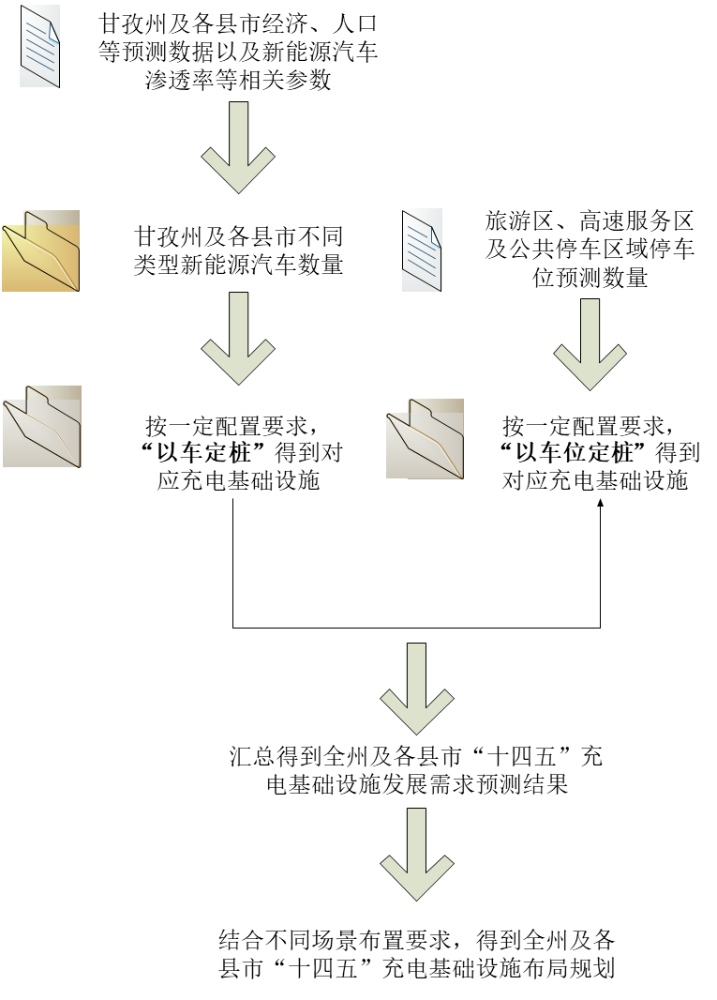 甘孜州及各县市经济、人口
等预测数据以及新能源汽车
渗透率等相关参数
甘孜州及各县市不同
类型新能源汽车数量
旅游区、高速服务区
及公共停车区域停车
位预测数量
按一定配置要求，
“以车定桩”得到对
应充电基础设施
按一定配置要求，
“以车位定桩”得到
对应充电基础设施
汇总得到全州及各县市“十四五”充
电基础设施发展需求预测结果
结合不同场景布置要求，得到全州及各
县市“十四五”充电基础设施布局规划